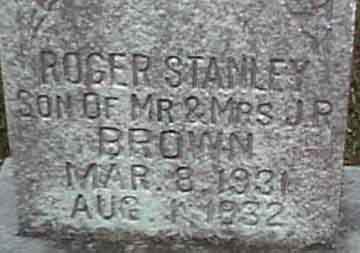 ROGER STANLEY
SON OF MR & MRS. J.R.
BROWN
MAR. 8, 1931
AUG 1, 1932